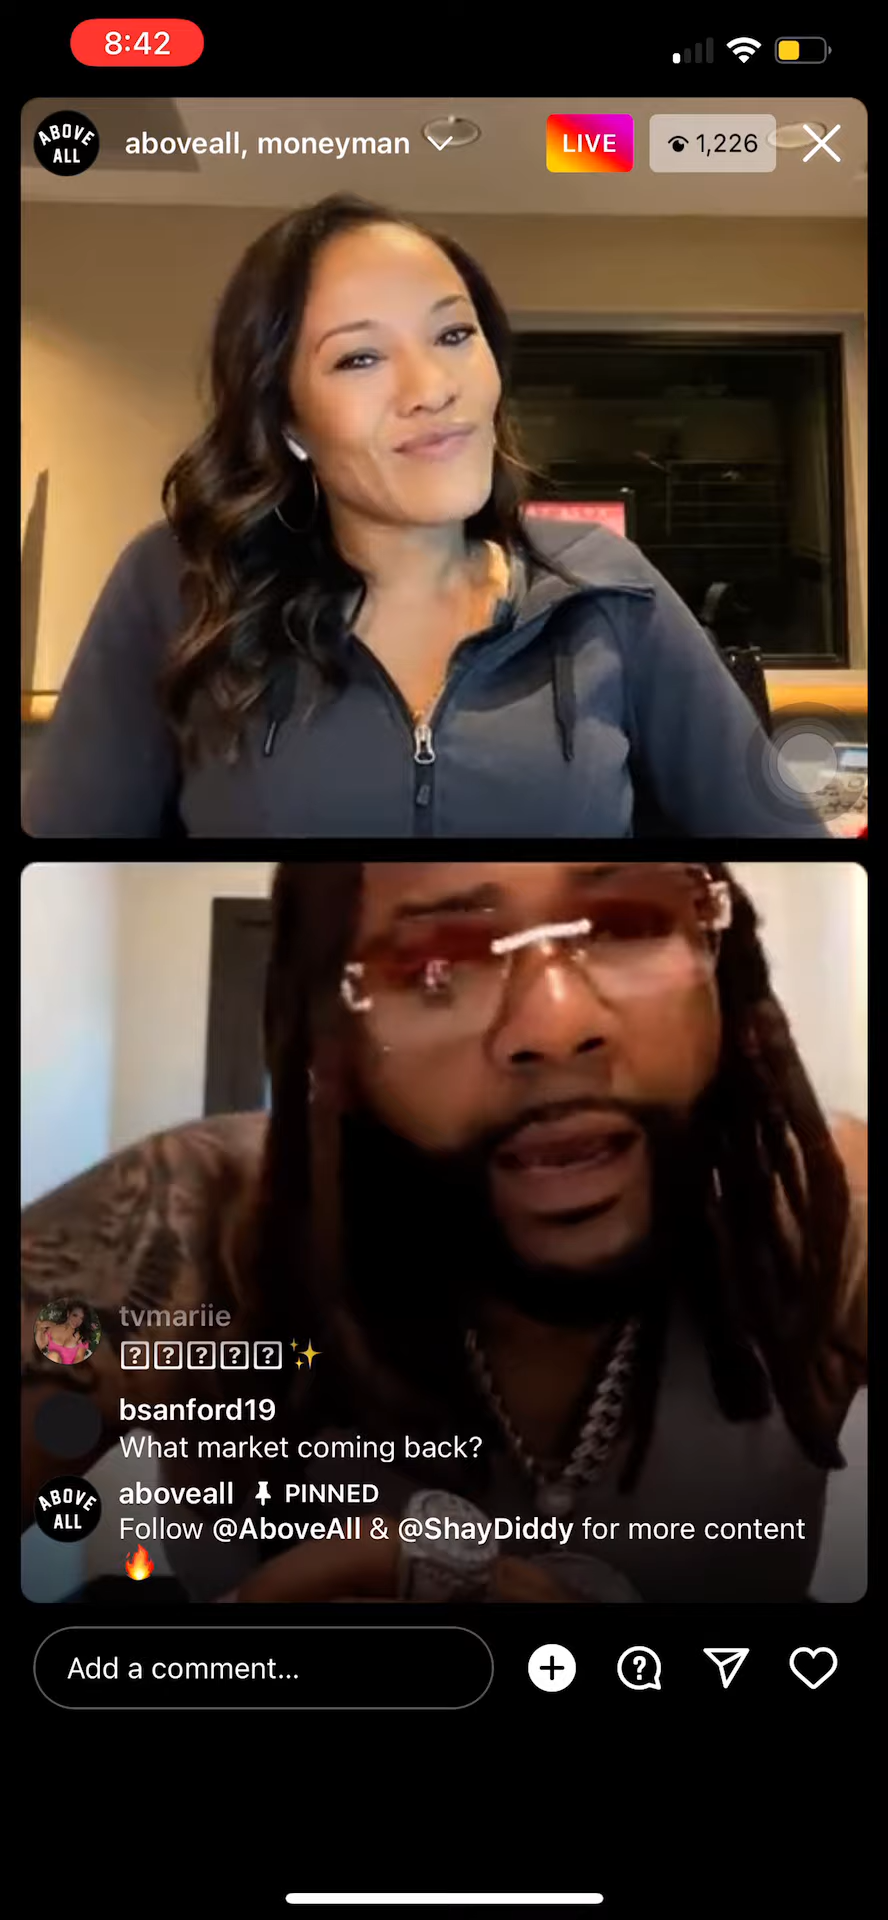 8:42
ABOVE
ALL
aboveall, moneyman
LIVE
1,226
tvmariie
✨
bsanford19
What market coming back?
ABOVE
ALL
aboveall 📌 PINNED
Follow @AboveAll & @ShayDiddy for more content
🔥
Add a comment...